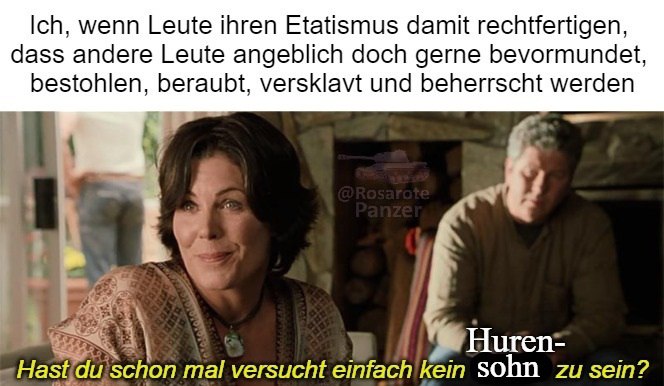 Ich, wenn Leute ihren Etatismus damit rechtfertigen,
dass andere Leute angeblich doch gerne bevormundet,
bestohlen, beraubt, versklavt und beherrscht werden
@Rosarote
Panzer
Huren-
Hast du schon mal versucht einfach kein sohn zu sein?